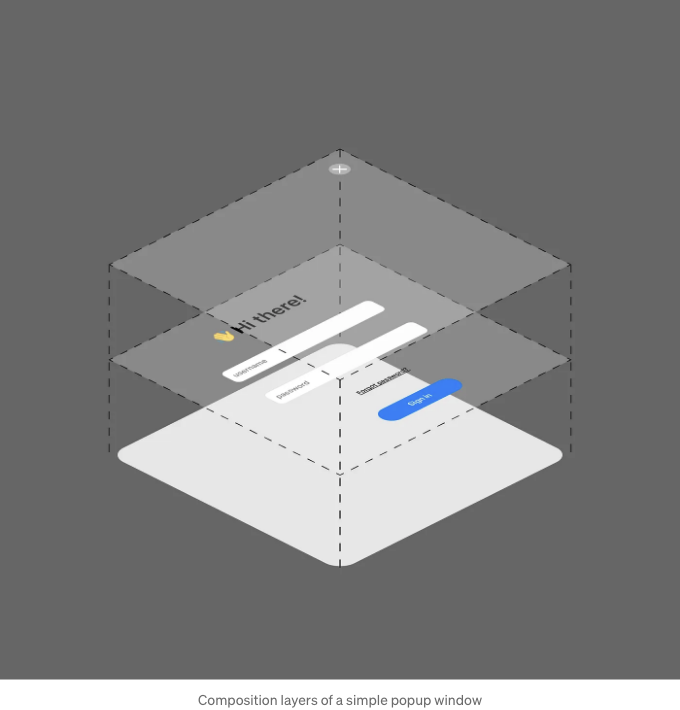 Hi there!
username
password
Forgot password?
Sign in
Composition layers of a simple popup window